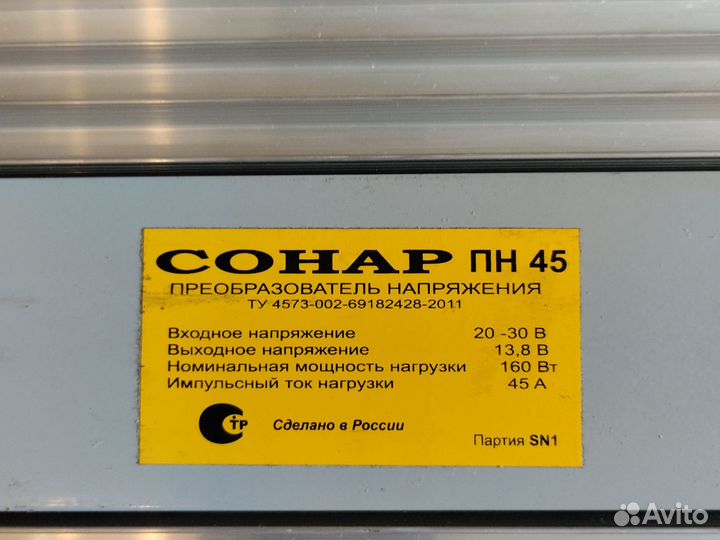 СОНАР ПН 45
ПРЕОБРАЗОВАТЕЛЬ НАПРЯЖЕНИЯ
ТУ 4573-002-69182428-2011
Входное напряжение 20 -30 В
Выходное напряжение 13,8 В
Номинальная мощность нагрузки 160 Вт
Импульсный ток нагрузки 45 А
СТР Сделано в России
Партия SN1
Avito